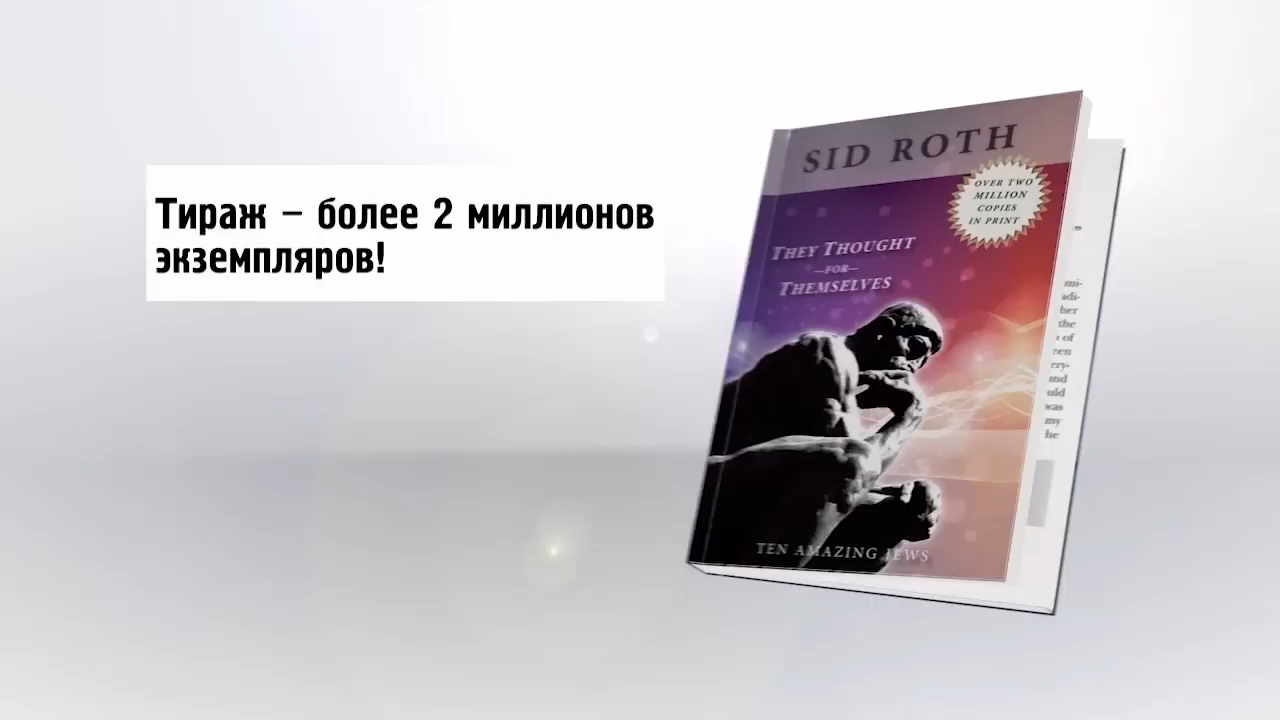 Тираж – более 2 миллионов
экземпляров!
SID ROTH
OVER TWO
MILLION
COPIES
IN PRINT
THEY THOUGHT
—FOR—
THEMSELVES
TEN AMAZING JEWS